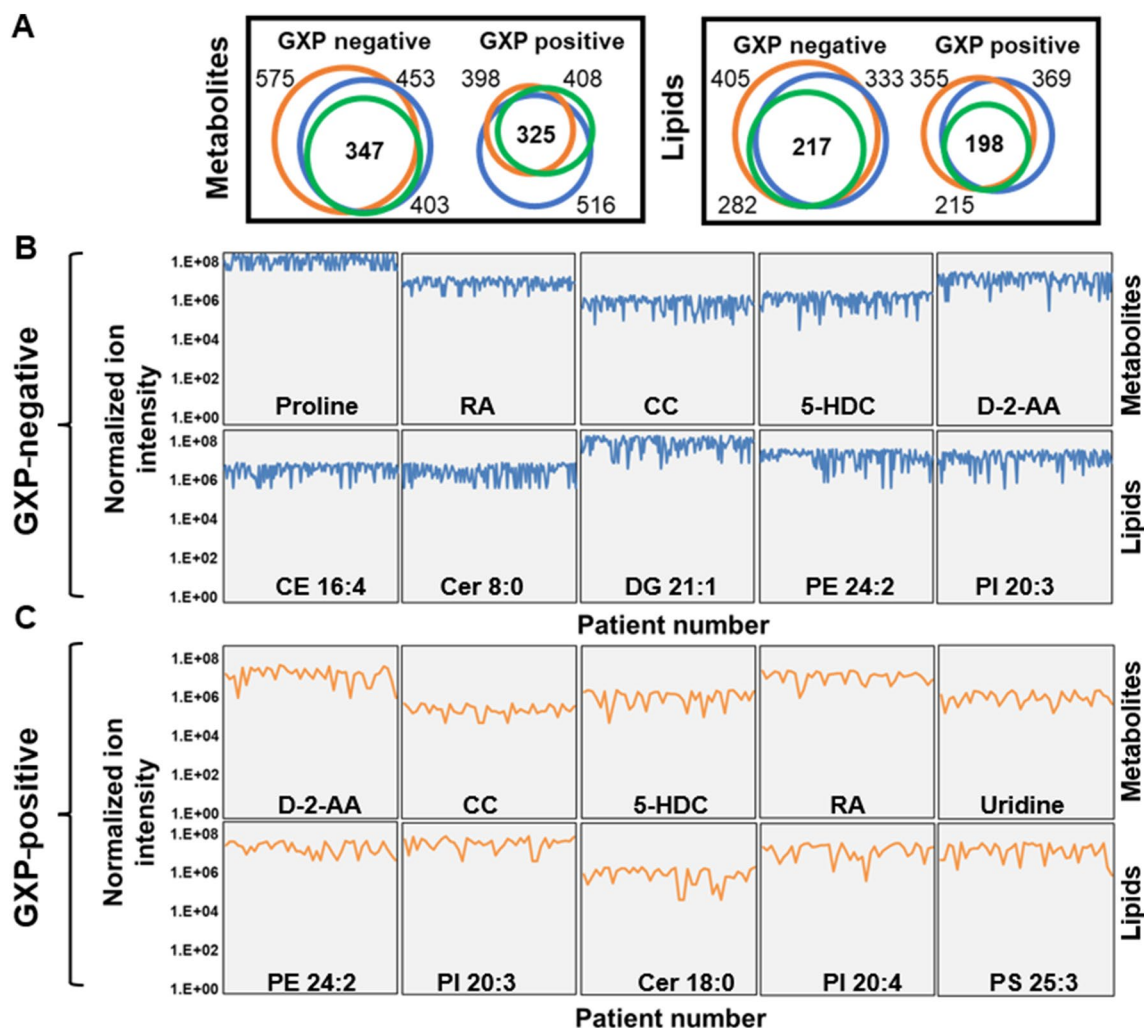 A
Metabolites
GXP negative
GXP positive
575
453
398
408
347
325
403
516
Lipids
GXP negative
GXP positive
405
333
355
369
217
198
282
215
B
GXP-negative
Normalized ion
intensity
1.E+08
1.E+06
1.E+04
1.E+02
1.E+00
Proline
RA
CC
5-HDC
D-2-AA
Metabolites
1.E+08
1.E+06
1.E+04
1.E+02
1.E+00
CE 16:4
Cer 8:0
DG 21:1
PE 24:2
PI 20:3
Lipids
Patient number
C
GXP-positive
Normalized ion
intensity
1.E+08
1.E+06
1.E+04
1.E+02
1.E+00
D-2-AA
CC
5-HDC
RA
Uridine
Metabolites
1.E+08
1.E+06
1.E+04
1.E+02
1.E+00
PE 24:2
PI 20:3
Cer 18:0
PI 20:4
PS 25:3
Lipids
Patient number